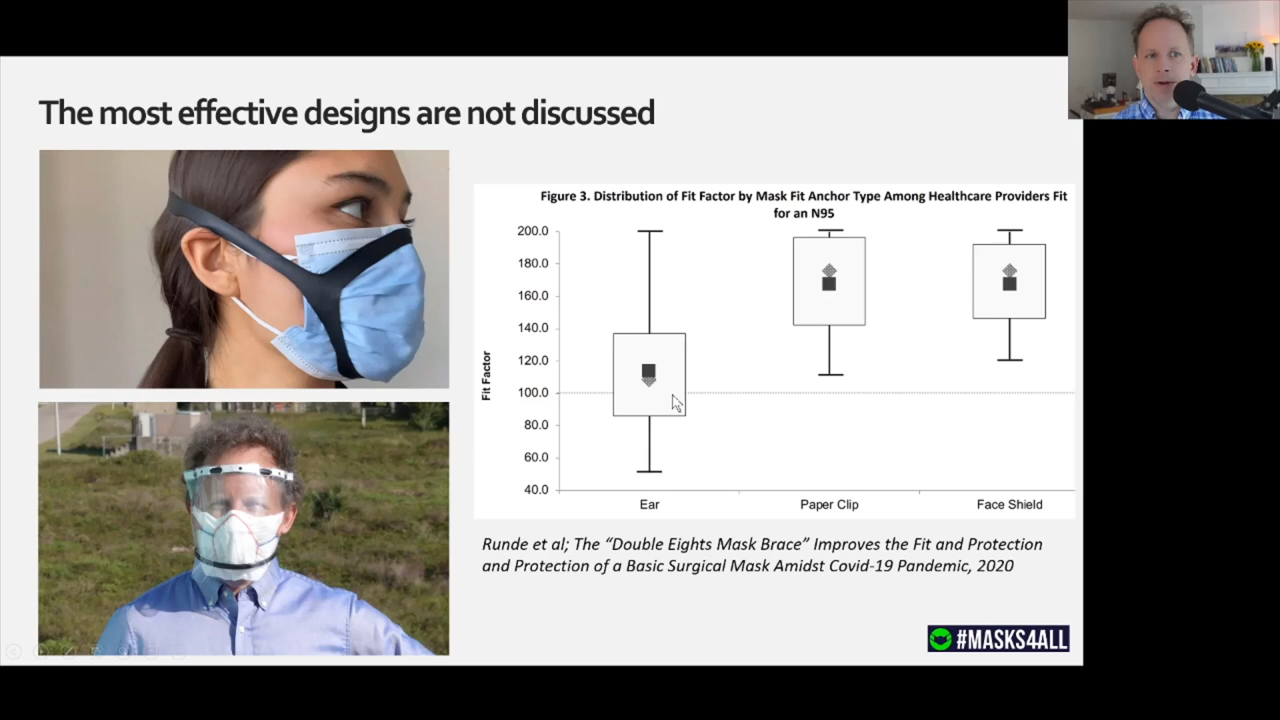 The most effective designs are not discussed
Figure 3. Distribution of Fit Factor by Mask Fit Anchor Type Among Healthcare Providers Fit
for an N95
200.0
180.0
160.0
140.0
120.0
100.0
80.0
60.0
40.0
Fit Factor
Ear
Paper Clip
Face Shield
Runde et al; The “Double Eights Mask Brace” Improves the Fit and Protection
and Protection of a Basic Surgical Mask Amidst Covid-19 Pandemic, 2020
#MASKS4ALL